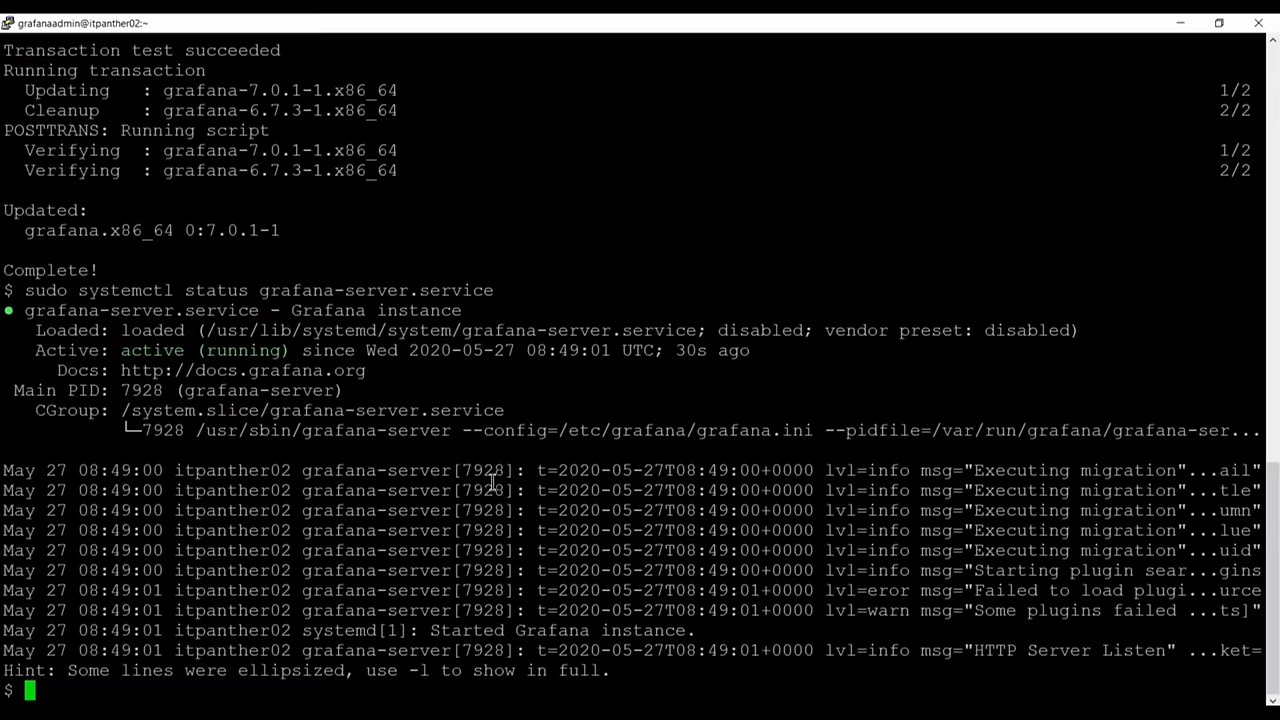 grafanaadmin@itpanther02:~
Transaction test succeeded
Running transaction
  Updating   : grafana-7.0.1-1.x86_64 1/2
  Cleanup    : grafana-6.7.3-1.x86_64 2/2
POSTTRANS: Running script
  Verifying  : grafana-7.0.1-1.x86_64 1/2
  Verifying  : grafana-6.7.3-1.x86_64 2/2
Updated:
  grafana.x86_64 0:7.0.1-1
Complete!
$ sudo systemctl status grafana-server.service
● grafana-server.service - Grafana instance
   Loaded: loaded (/usr/lib/systemd/system/grafana-server.service; disabled; vendor preset: disabled)
   Active: active (running) since Wed 2020-05-27 08:49:01 UTC; 30s ago
     Docs: http://docs.grafana.org
 Main PID: 7928 (grafana-server)
   CGroup: /system.slice/grafana-server.service
           └─7928 /usr/sbin/grafana-server --config=/etc/grafana/grafana.ini --pidfile=/var/run/grafana/grafana-ser...
May 27 08:49:00 itpanther02 grafana-server[7928]: t=2020-05-27T08:49:00+0000 lvl=info msg="Executing migration"...ail"
May 27 08:49:00 itpanther02 grafana-server[7928]: t=2020-05-27T08:49:00+0000 lvl=info msg="Executing migration"...tle"
May 27 08:49:00 itpanther02 grafana-server[7928]: t=2020-05-27T08:49:00+0000 lvl=info msg="Executing migration"...umn"
May 27 08:49:00 itpanther02 grafana-server[7928]: t=2020-05-27T08:49:00+0000 lvl=info msg="Executing migration"...lue"
May 27 08:49:00 itpanther02 grafana-server[7928]: t=2020-05-27T08:49:00+0000 lvl=info msg="Executing migration"...uid"
May 27 08:49:00 itpanther02 grafana-server[7928]: t=2020-05-27T08:49:00+0000 lvl=info msg="Starting plugin sear...gins
May 27 08:49:01 itpanther02 grafana-server[7928]: t=2020-05-27T08:49:01+0000 lvl=eror msg="Failed to load plugi...urce
May 27 08:49:01 itpanther02 grafana-server[7928]: t=2020-05-27T08:49:01+0000 lvl=warn msg="Some plugins failed ...ts]"
May 27 08:49:01 itpanther02 systemd[1]: Started Grafana instance.
May 27 08:49:01 itpanther02 grafana-server[7928]: t=2020-05-27T08:49:01+0000 lvl=info msg="HTTP Server Listen" ...ket=
Hint: Some lines were ellipsized, use -l to show in full.
$